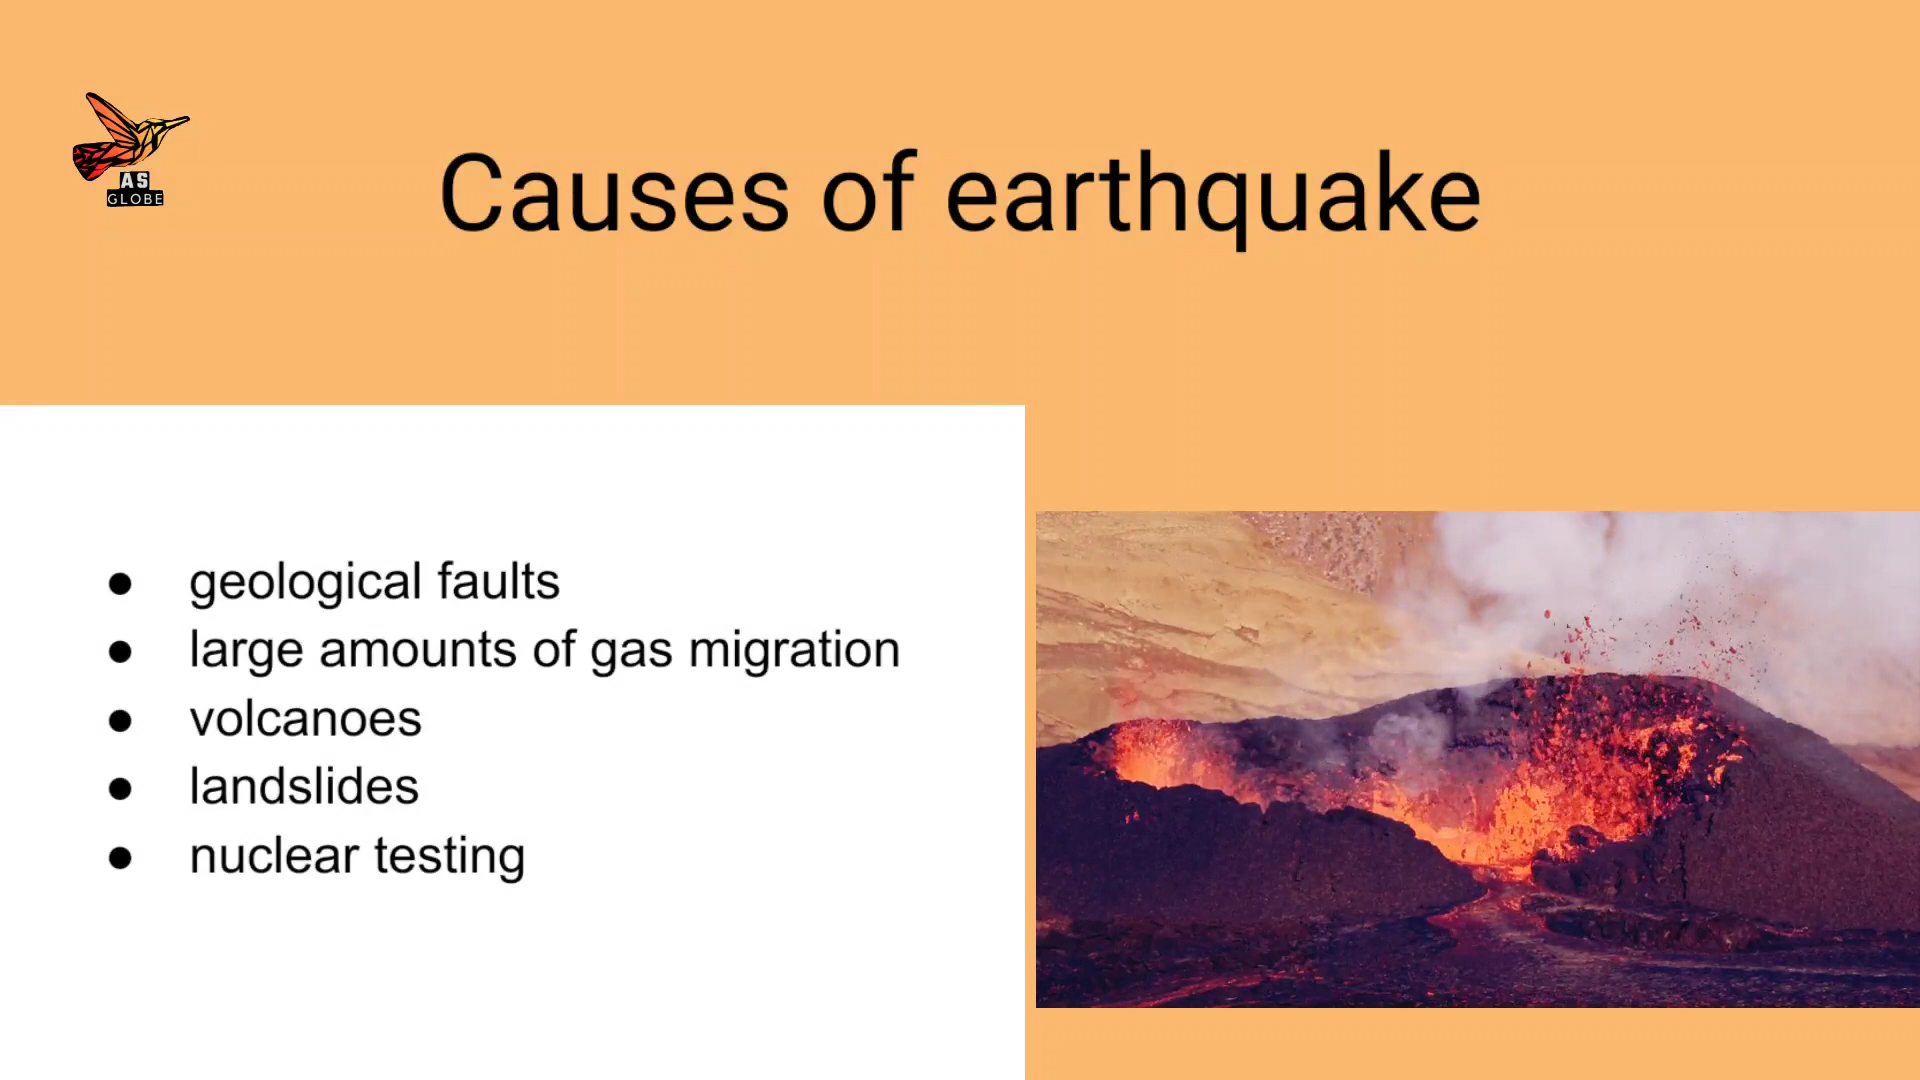 AS
GLOBE
Causes of earthquake
● geological faults
● large amounts of gas migration
● volcanoes
● landslides
● nuclear testing